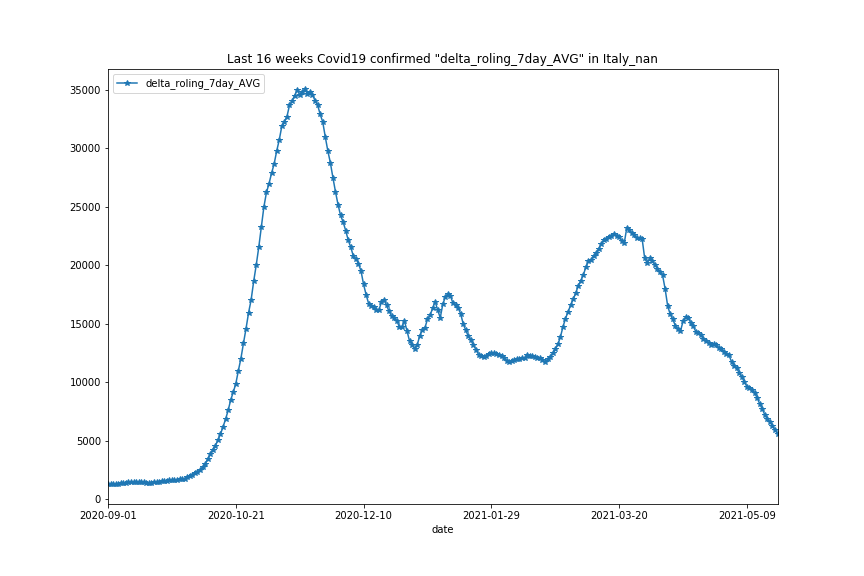 Last 16 weeks Covid19 confirmed "delta_roling_7day_AVG" in Italy_nan
delta_roling_7day_AVG
35000
30000
25000
20000
15000
10000
5000
0
2020-09-01 2020-10-21 2020-12-10 2021-01-29 2021-03-20 2021-05-09
date